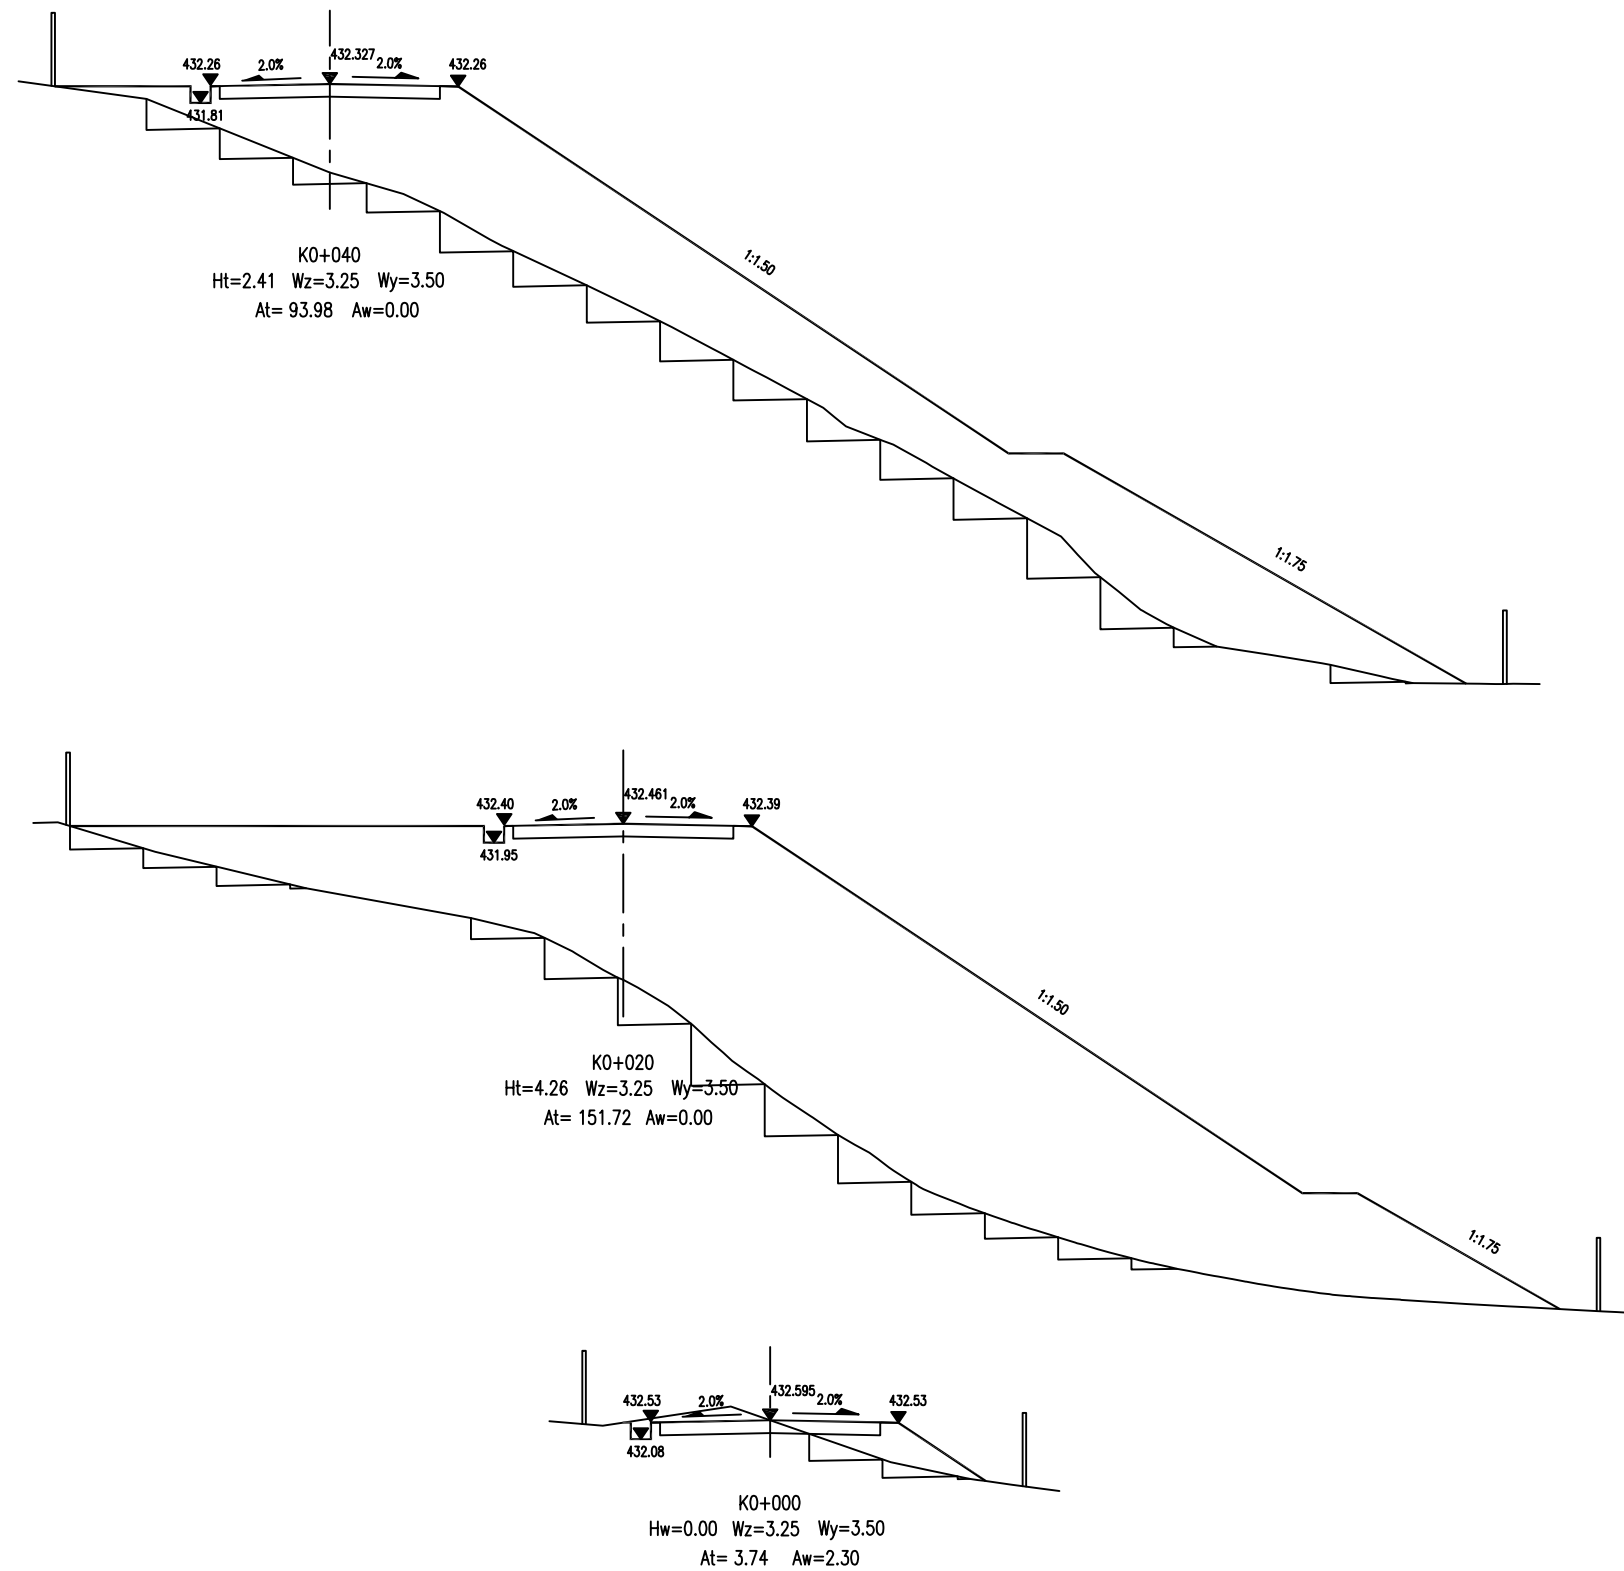 432.26 2.0% 432.327 2.0% 432.26
431.81
1:1.50
K0+040
Ht=2.41 Wz=3.25 Wy=3.50
At= 93.98 Aw=0.00
1:1.75
432.40 2.0% 432.461 2.0% 432.39
431.95
1:1.50
K0+020
Ht=4.26 Wz=3.25 Wy=3.50
At= 151.72 Aw=0.00
1:1.75
432.53 2.0% 432.595 2.0% 432.53
432.08
K0+000
Hw=0.00 Wz=3.25 Wy=3.50
At= 3.74 Aw=2.30